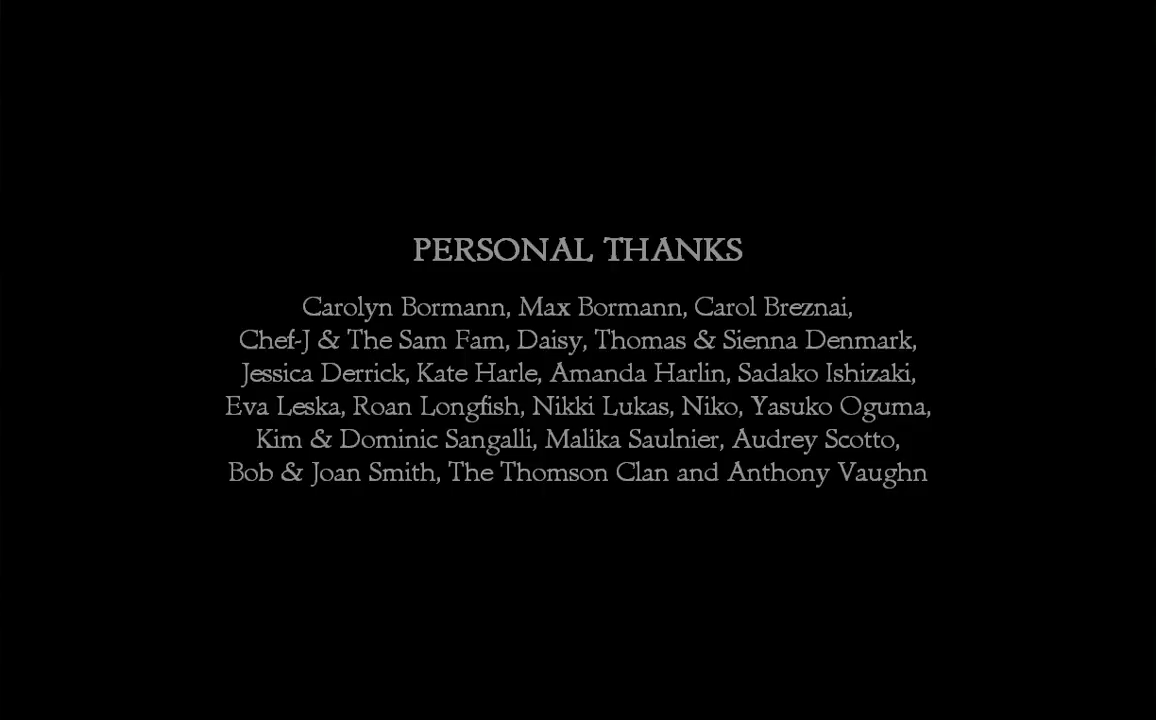 PERSONAL THANKS
Carolyn Bormann, Max Bormann, Carol Breznai,
Chef-J & The Sam Fam, Daisy, Thomas & Sienna Denmark,
Jessica Derrick, Kate Harle, Amanda Harlin, Sadako Ishizaki,
Eva Leska, Roan Longfish, Nikki Lukas, Niko, Yasuko Oguma,
Kim & Dominic Sangalli, Malika Saulnier, Audrey Scotto,
Bob & Joan Smith, The Thomson Clan and Anthony Vaughn